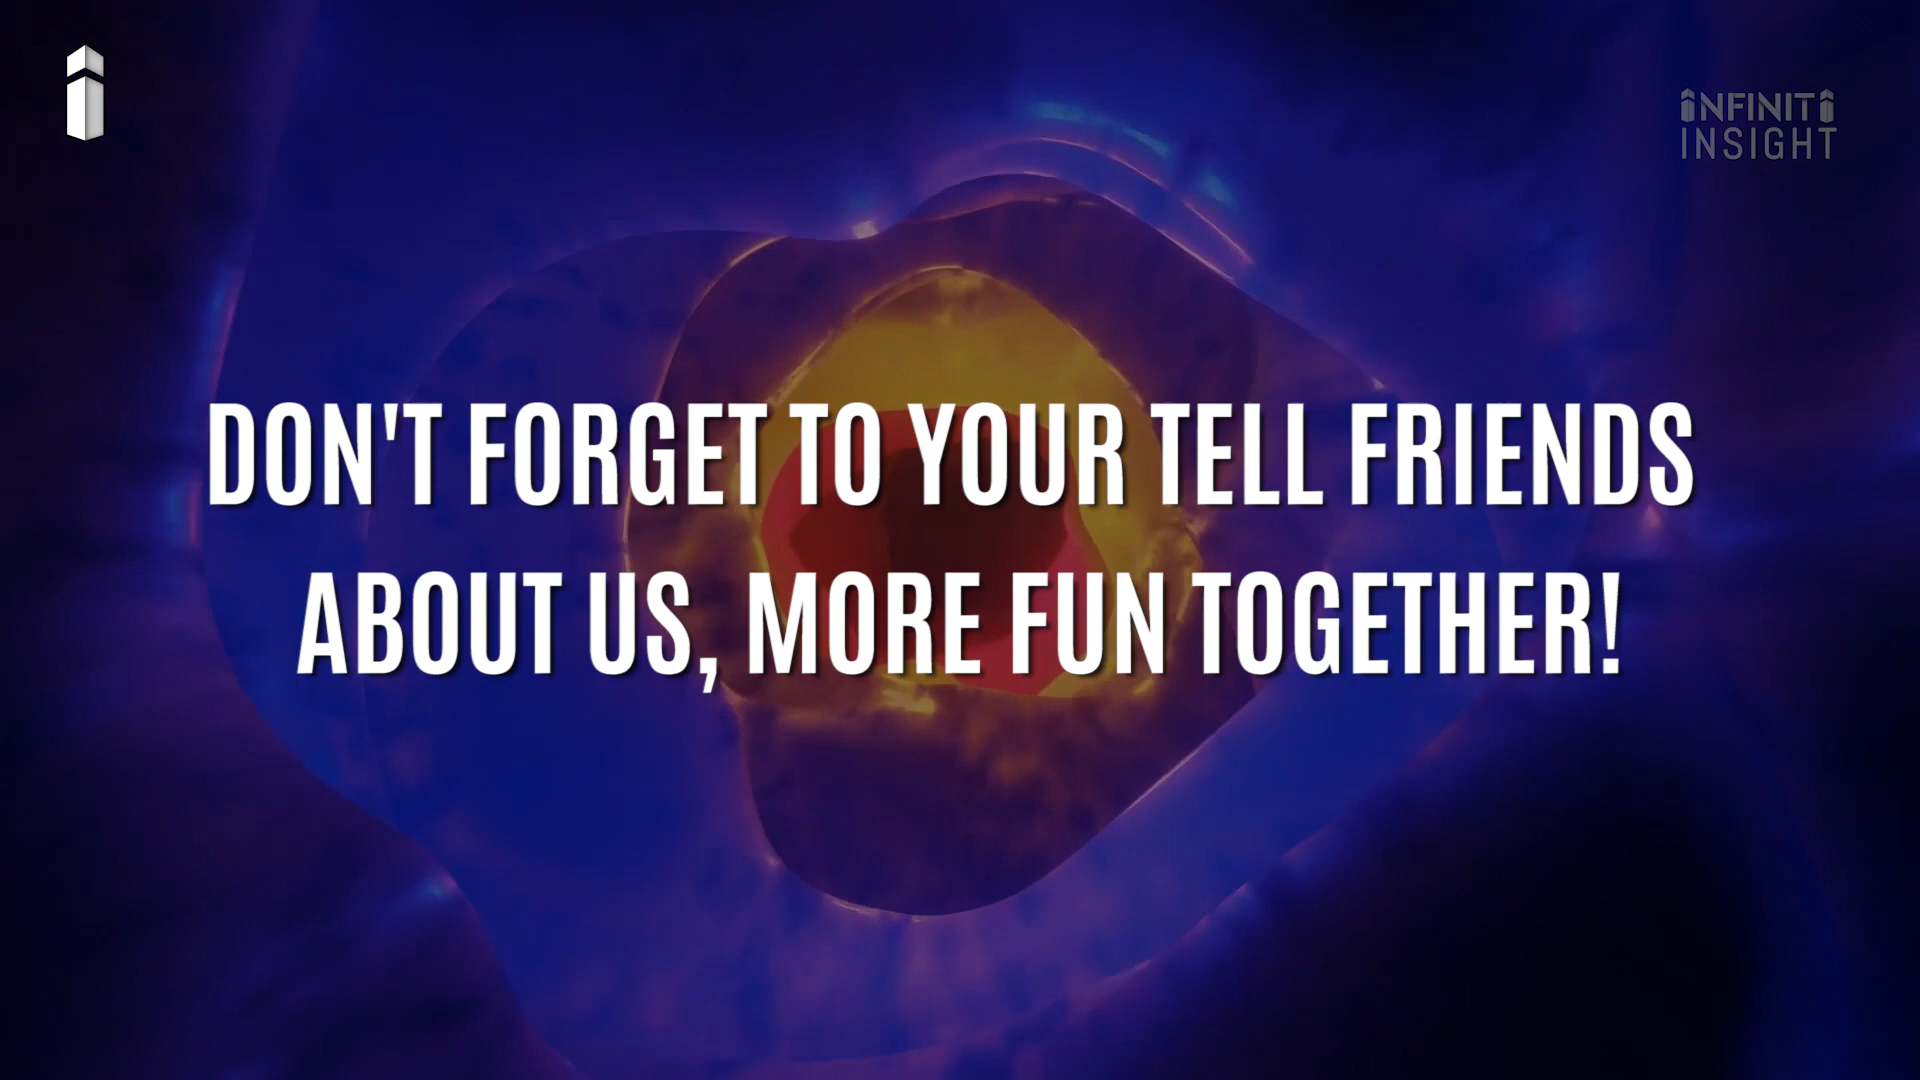 INFINITI
INSIGHT
DON'T FORGET TO YOUR TELL FRIENDS
ABOUT US, MORE FUN TOGETHER!